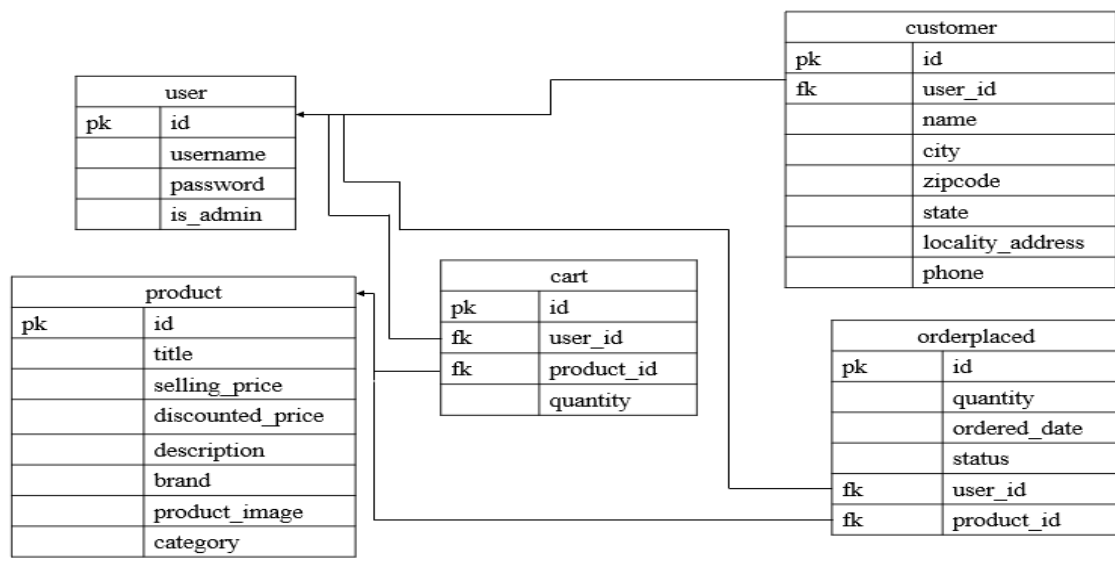 user
pk id
username
password
is_admin
customer
pk id
fk user_id
name
city
zipcode
state
locality_address
phone
product
pk id
title
selling_price
discounted_price
description
brand
product_image
category
cart
pk id
fk user_id
fk product_id
quantity
orderplaced
pk id
quantity
ordered_date
status
fk user_id
fk product_id